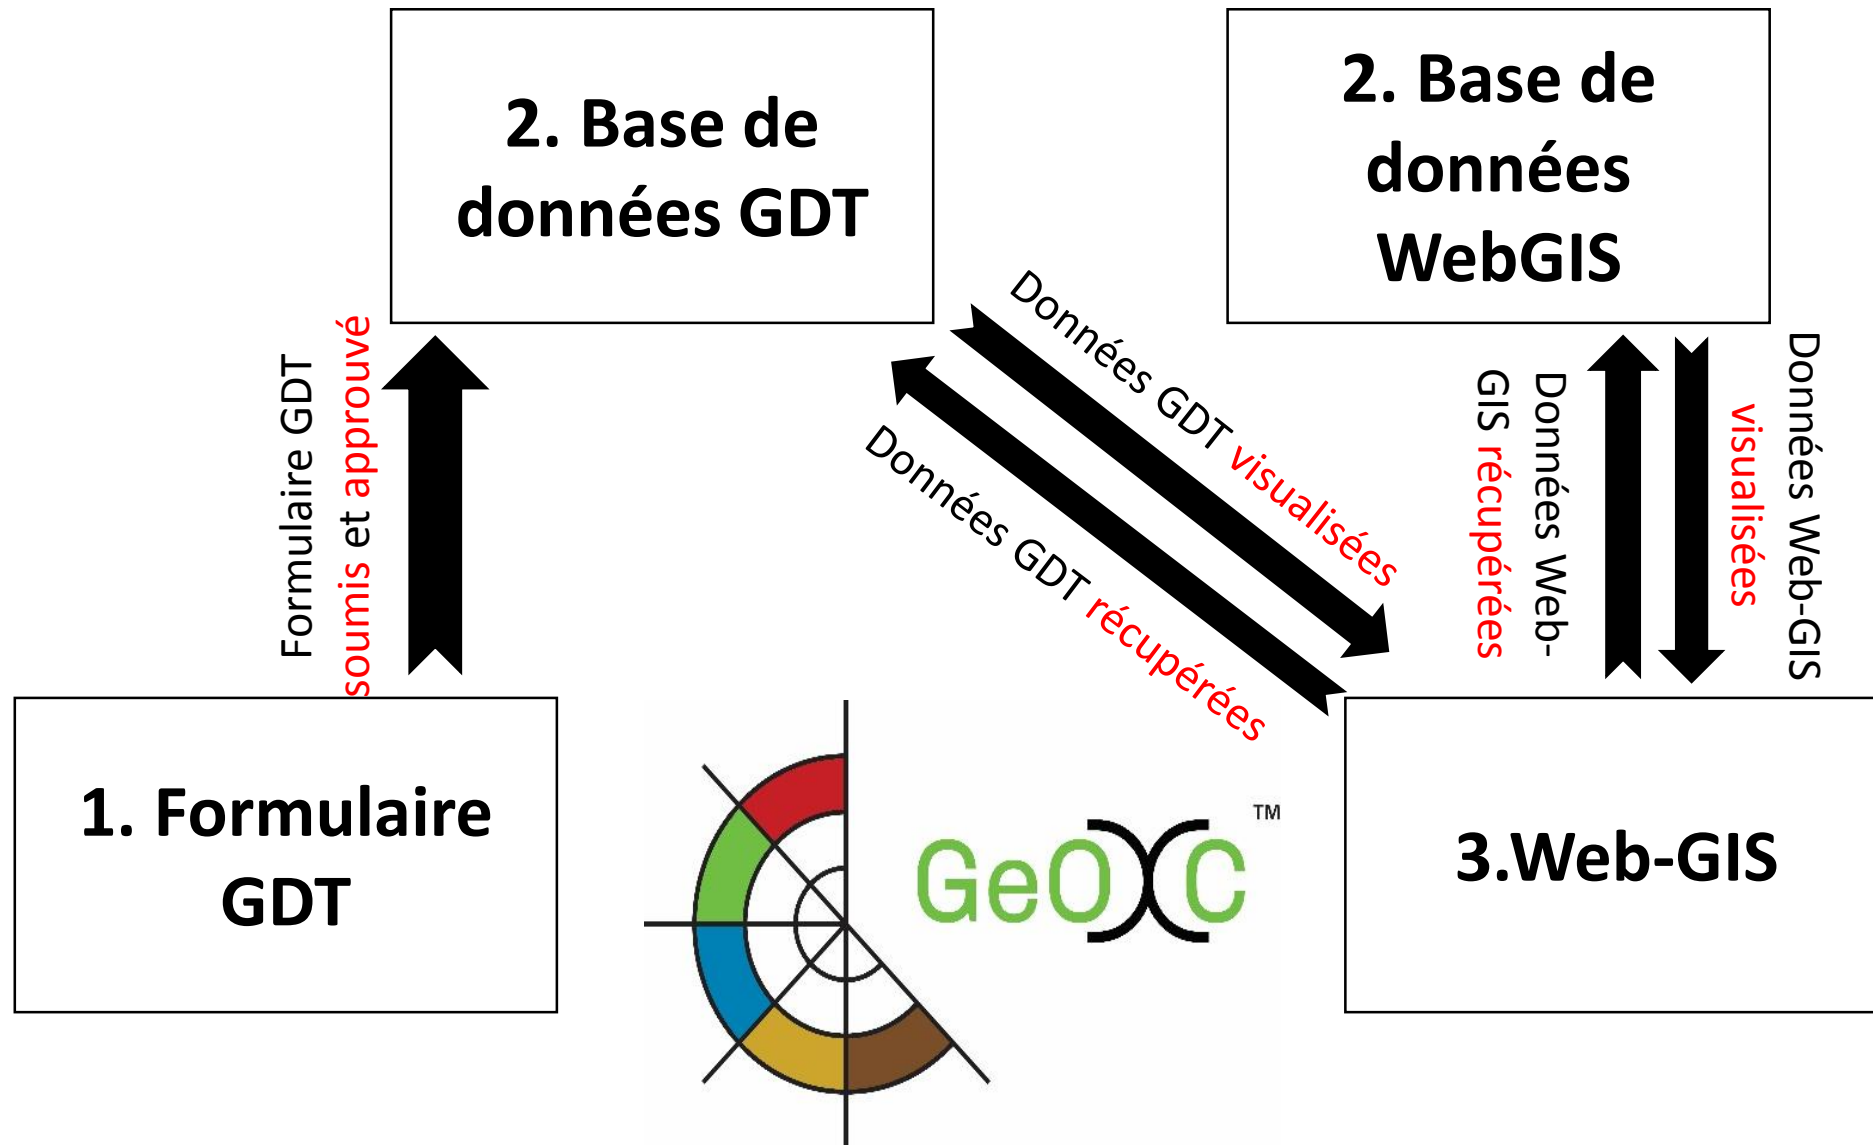 2. Base de
données GDT
2. Base de
données
WebGIS
Formulaire GDT
soumis et approuvé
Données GDT visualisées
Données GDT récupérées
Données Web-
GIS récupérées
Données Web-GIS
visualisées
1. Formulaire
GDT
GeOC
TM
3.Web-GIS